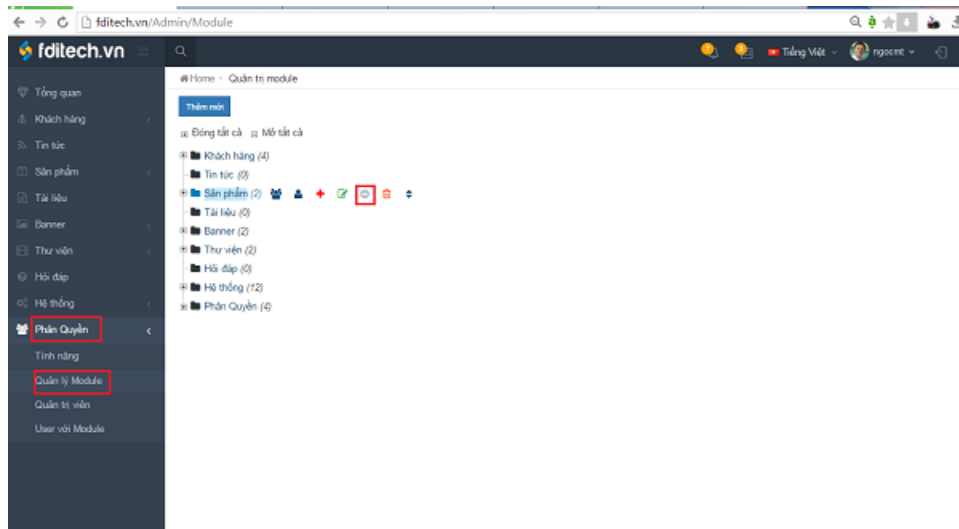 fditech.vn/Admin/Module
fditech.vn
Tiếng Việt
ngocmt
Home - Quản trị module
Tổng quan
Khách hàng
Tin tức
Sản phẩm
Tài liệu
Banner
Thư viện
Hỏi đáp
Hệ thống
Phân Quyền
Tính năng
Quản lý Module
Quản trị viên
User với Module
Thêm mới
Đóng tất cả Mở tất cả
Khách hàng (4)
Tin tức (0)
Sản phẩm (2)
Tài liệu (0)
Banner (2)
Thư viện (2)
Hỏi đáp (0)
Hệ thống (12)
Phân Quyền (4)